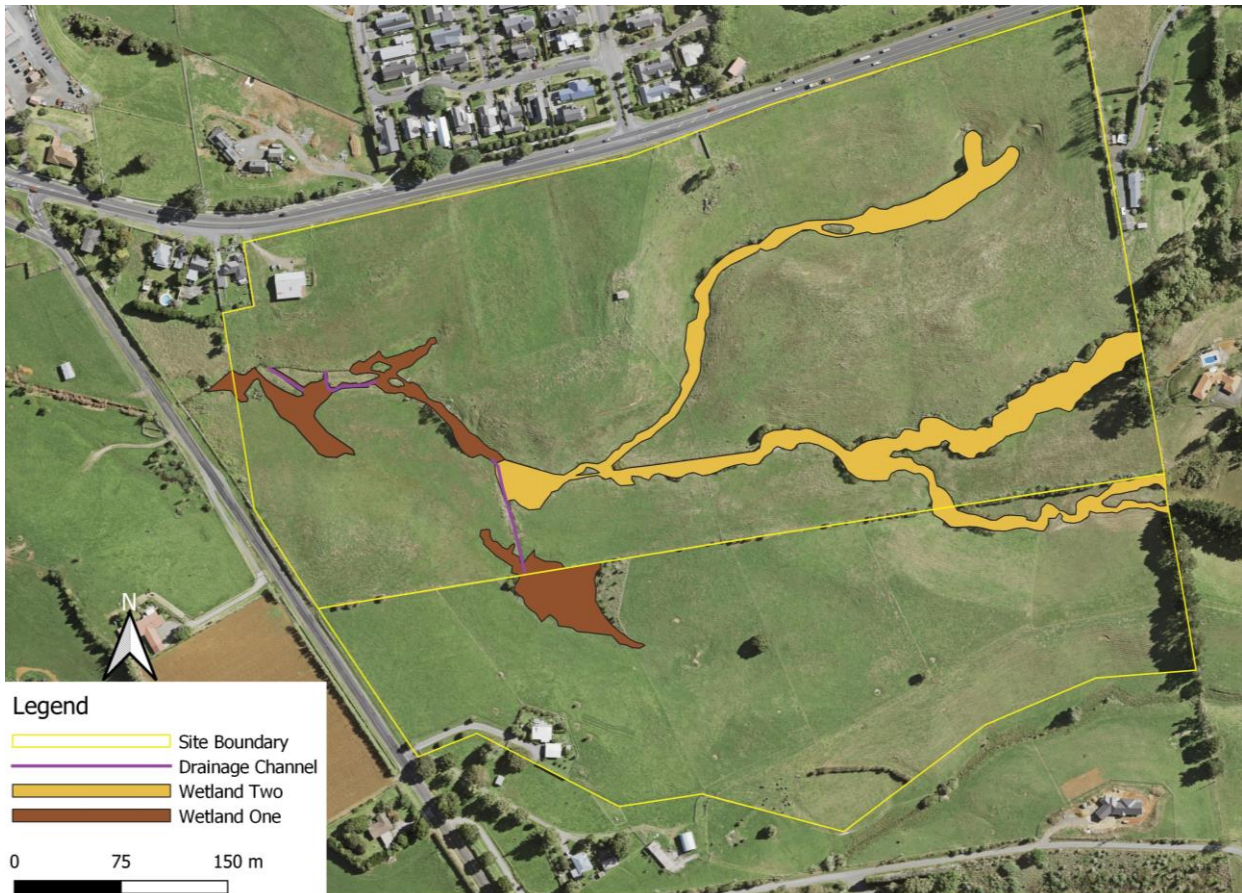 N
Legend
Site Boundary
Drainage Channel
Wetland Two
Wetland One
0 75 150 m